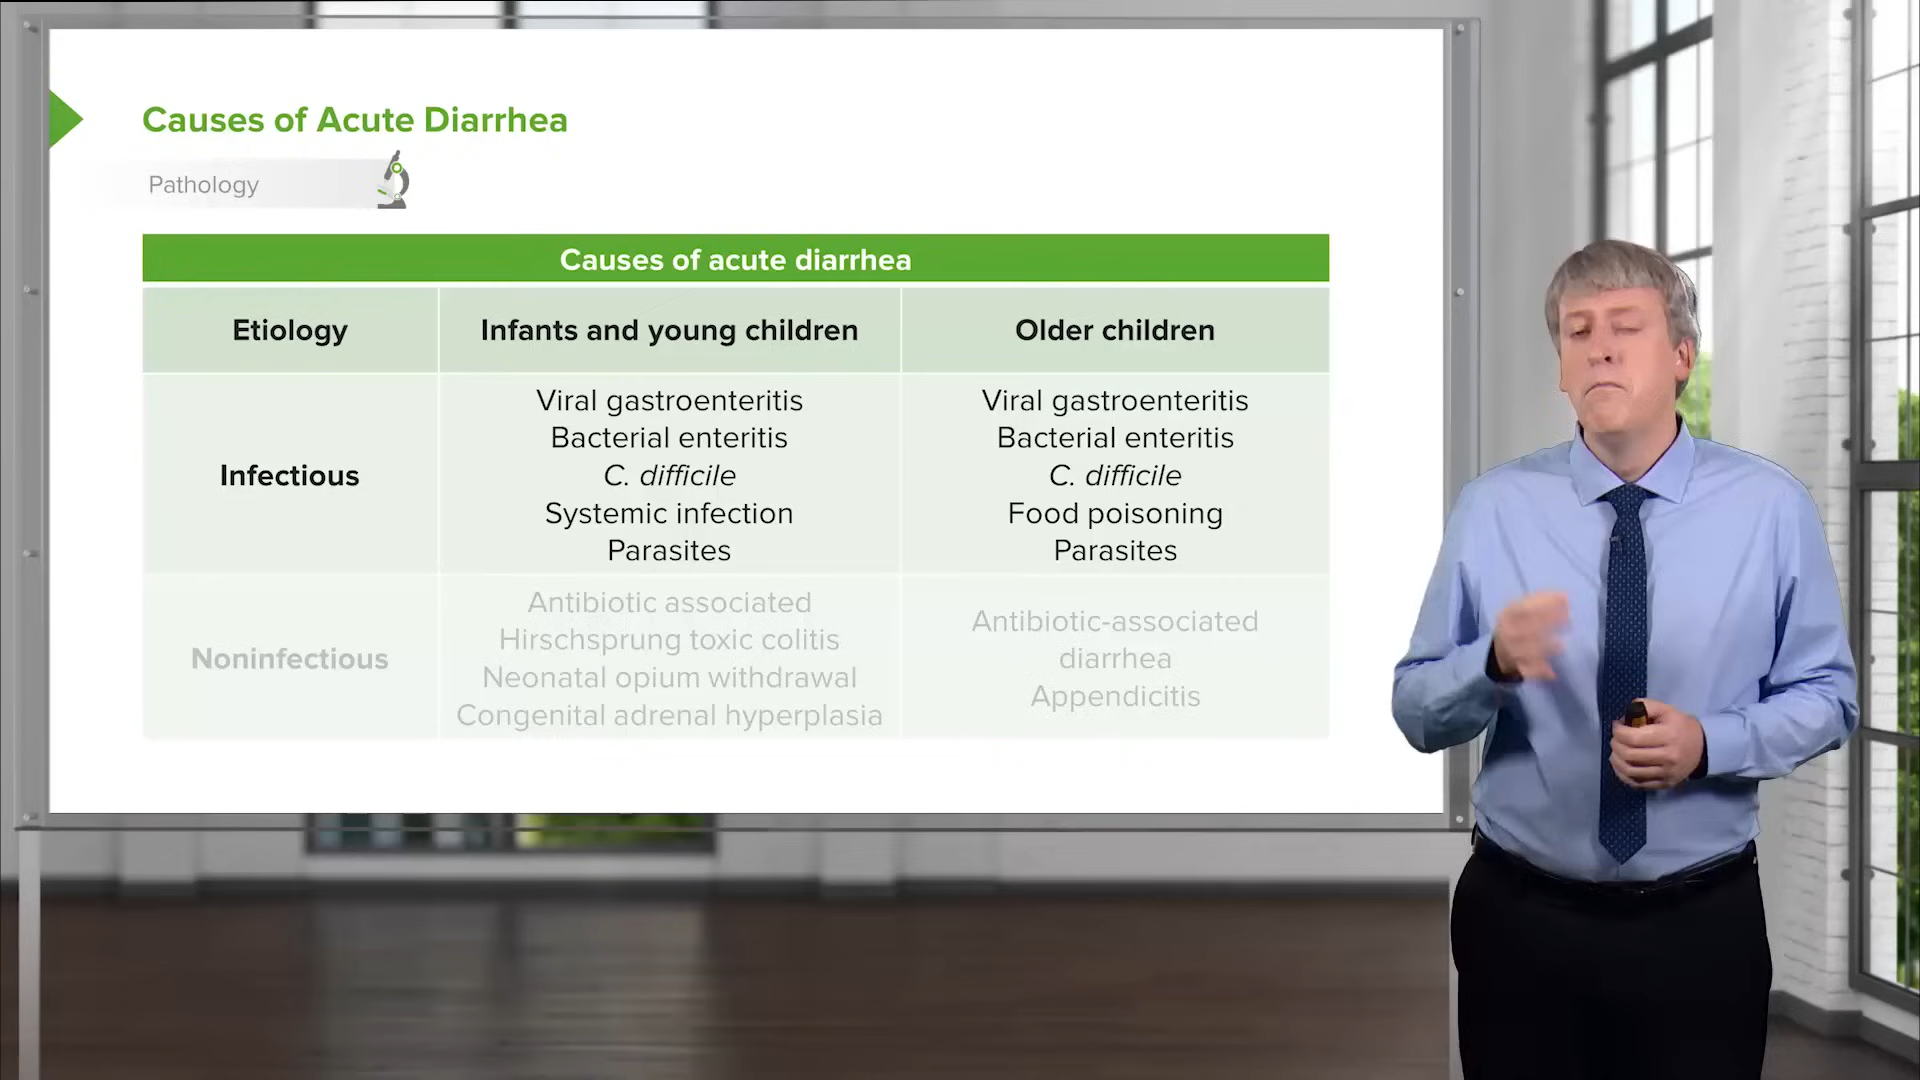 Causes of Acute Diarrhea
Pathology
Causes of acute diarrhea
Etiology
Infants and young children
Older children
Infectious
Viral gastroenteritis
Bacterial enteritis
C. difficile
Systemic infection
Parasites
Viral gastroenteritis
Bacterial enteritis
C. difficile
Food poisoning
Parasites
Noninfectious
Antibiotic associated
Hirschsprung toxic colitis
Neonatal opium withdrawal
Congenital adrenal hyperplasia
Antibiotic-associated
diarrhea
Appendicitis